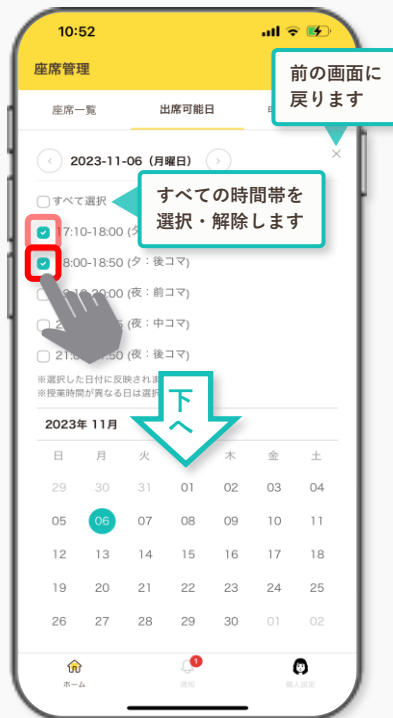 10:52
座席管理
前の画面に
戻ります
座席一覧
出席可能日
2023-11-06（月曜日）
すべて選択
すべての時間帯を
選択・解除します
17:10-18:00
18:00-18:50 (夕：後コマ)
20:00 (夜：前コマ)
(夜：中コマ)
21:0 50 (夜：後コマ)
※選択した日付に反映され
※授業時間が異なる日は選択
下
へ
2023年 11月
日 月 火 木 金 土
29 30 31 01 02 03 04
05 06 07 08 09 10 11
12 13 14 15 16 17 18
19 20 21 22 23 24 25
26 27 28 29 30 01 02
1
ホーム 通知 個人設定